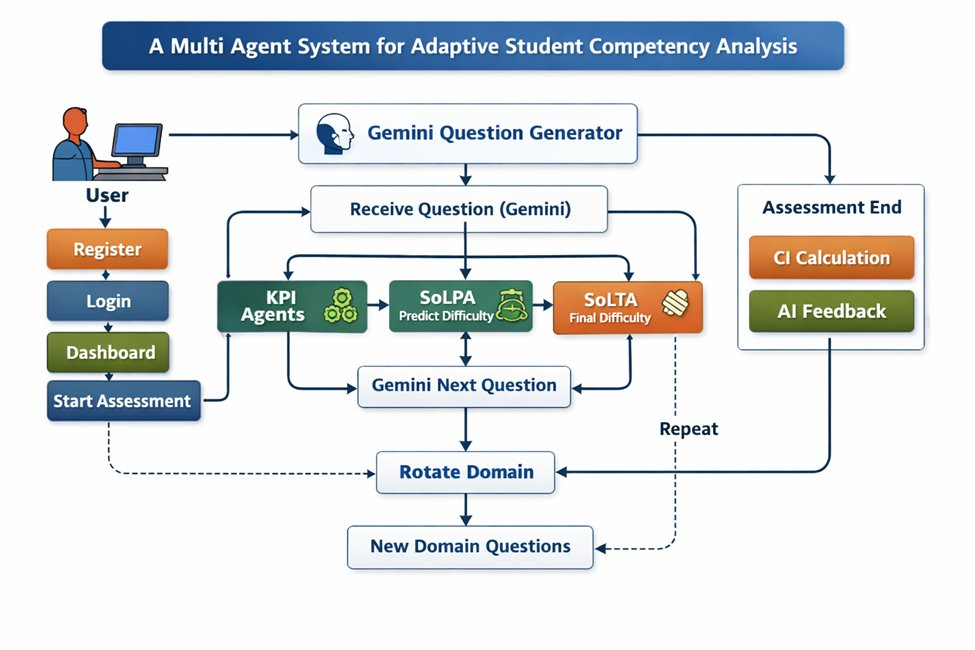 A Multi Agent System for Adaptive Student Competency Analysis
Gemini Question Generator
User
Register
Login
Dashboard
Start Assessment
Receive Question (Gemini)
KPI
Agents
SoLPA
Predict Difficulty
SoLTA
Final Difficulty
Gemini Next Question
Repeat
Rotate Domain
New Domain Questions
Assessment End
CI Calculation
AI Feedback